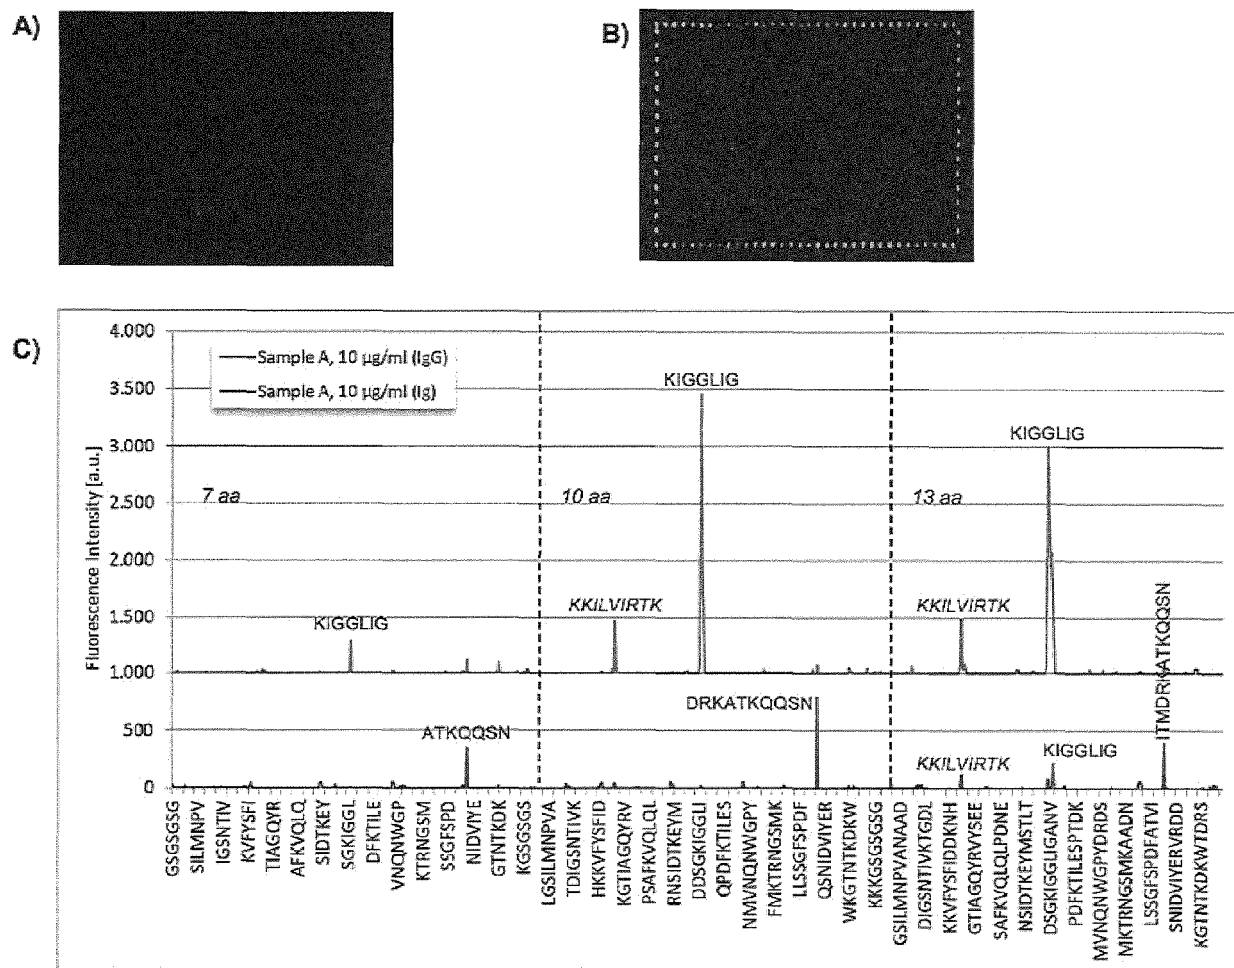 A)
B)
C)
4.000
3.500
3.000
2.500
2.000
1.500
1.000
500
0
Fluorescence Intensity [a.u.]
Sample A, 10 µg/ml (IgG)
Sample A, 10 µg/ml (Ig)
7 aa
10 aa
13 aa
KIGGLIG
KIGGLIG
KIGGLIG
KKILVIRTK
KKILVIRTK
ATKQQSN
DRKATKQQSN
KKILVIRTK
KIGGLIG
ITMDRKATKQQSN
GSGSGSG
SILMNPV
IGSNTIV
KVFYSFI
TIAGQYR
AFKVQLQ
SIDTKEY
SGKIGGL
DFKTILE
VNQNWGP
KTRNGSM
SSGFSPD
NIDVIYE
GTNTKDK
KGSGSGS
LGSILMNPVA
TDIGSNTIVK
HKKVFYSFID
KGTIAGQYRV
PSAFKVQLQL
RNSIDTKEYM
DDSGKIGGLI
QPDFKTILES
NMVNQNWGPY
FMKTRNGSMK
LLSSGFSPDF
QSNIDVIYER
WKGTNTKDKW
KKKGSGSGSG
GSILMNPVANAAD
DIGSNTIVKTGDL
KKVFYSFIDDKNH
GTIAGQYRVYSEE
SAFKVQLQLPDNE
NSIDTKEYMSTLT
DSGKIGGLIGANV
PDFKTILESPTDK
MVNQNWGPYDRDS
MKTRNGSMKAADN
LSSGFSPDFATVI
SNIDVIYERVRDD
KGTNTKDKWTDRS